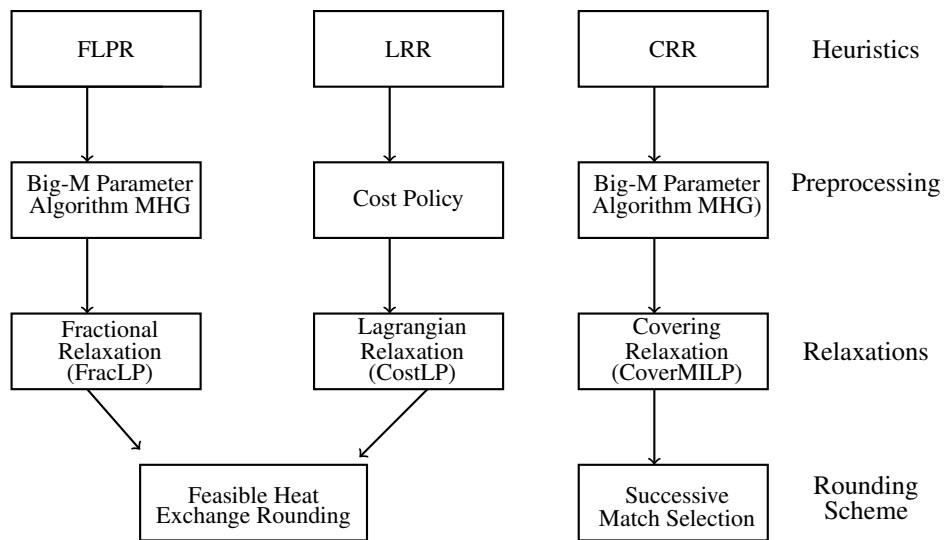 FLPR
LRR
CRR
Heuristics
Big-M Parameter
Algorithm MHG
Cost Policy
Big-M Parameter
Algorithm MHG)
Preprocessing
Fractional
Relaxation
(FracLP)
Lagrangian
Relaxation
(CostLP)
Covering
Relaxation
(CoverMILP)
Relaxations
Feasible Heat
Exchange Rounding
Successive
Match Selection
Rounding
Scheme